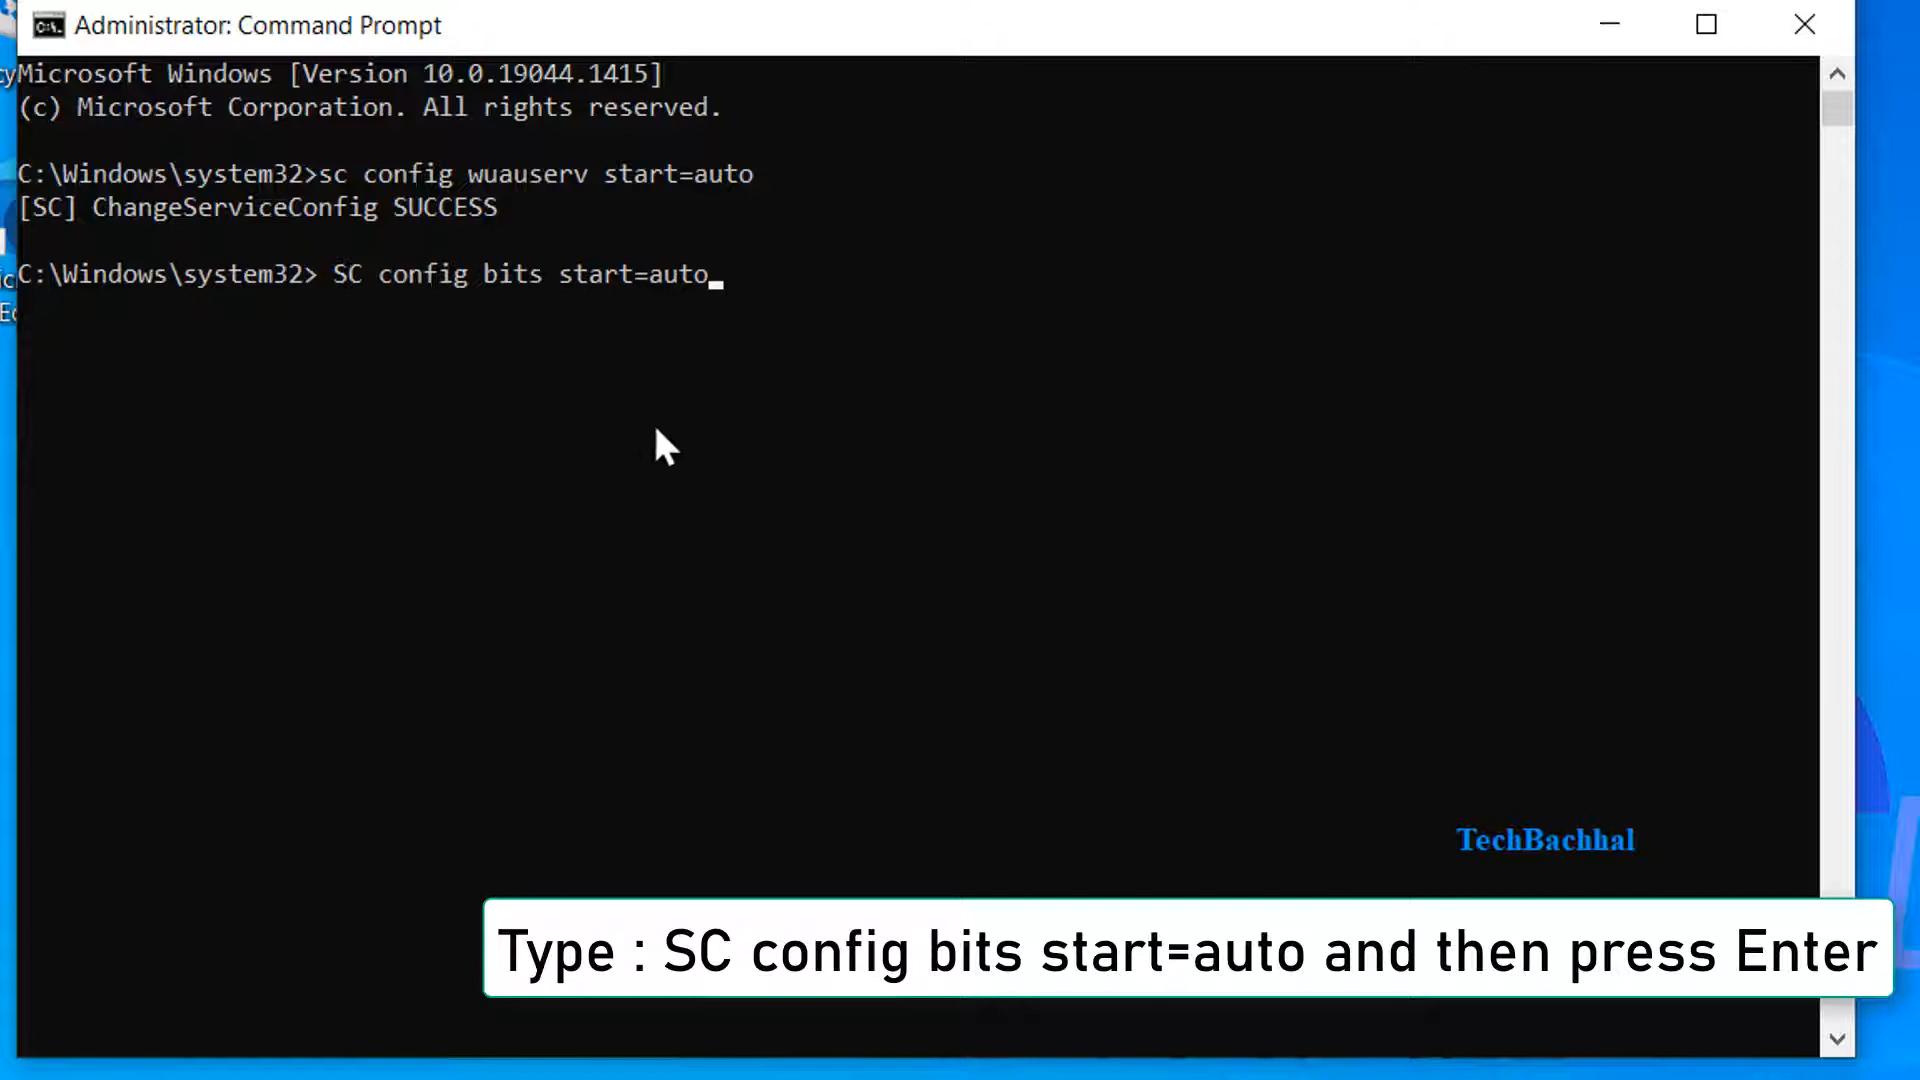 Administrator: Command Prompt
Microsoft Windows [Version 10.0.19044.1415]
(c) Microsoft Corporation. All rights reserved.
C:\Windows\system32>sc config wuauserv start=auto
[SC] ChangeServiceConfig SUCCESS
C:\Windows\system32> SC config bits start=auto
TechBachhal
Type : SC config bits start=auto and then press Enter